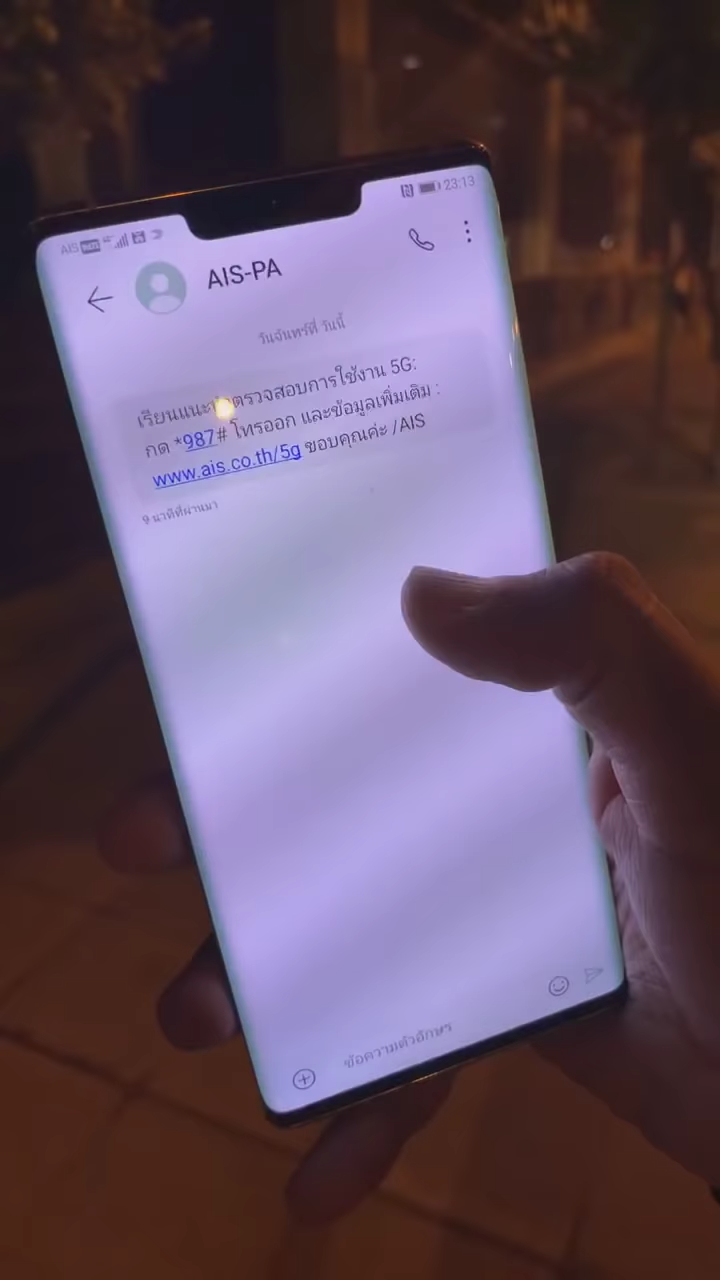 AIS
23:13
AIS-PA
วันจันทร์ที่ วันนี้
เรียนแนะนำตรวจสอบการใช้งาน 5G:
กด *987# โทรออก และข้อมูลเพิ่มเติม :
www.ais.co.th/5g ขอบคุณค่ะ /AIS
9 นาทีที่ผ่านมา
ข้อความตัวอักษร